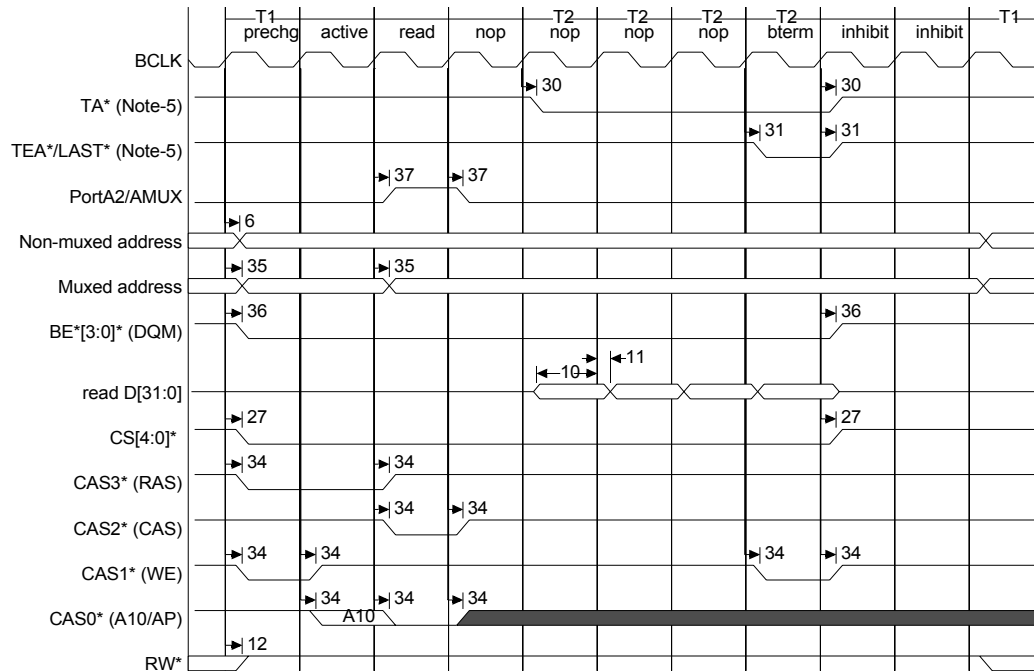 T1 T2 T2 T2 T2 T1
prechg active read nop nop nop nop bterm inhibit inhibit
BCLK
30 30
TA* (Note-5)
31 31
TEA*/LAST* (Note-5)
37 37
PortA2/AMUX
6
Non-muxed address
35 35
Muxed address
36 36
BE*[3:0]* (DQM)
11
10
read D[31:0]
27 27
CS[4:0]*
34 34
CAS3* (RAS)
34 34
CAS2* (CAS)
34 34 34 34
CAS1* (WE)
34 34 34
A10
CAS0* (A10/AP)
12
RW*